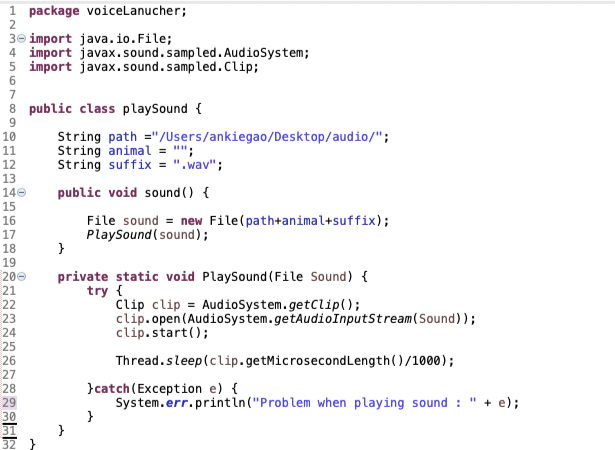 1 package voiceLanucher;
2
3 import java.io.File;
4 import javax.sound.sampled.AudioSystem;
5 import javax.sound.sampled.Clip;
6
7
8 public class playSound {
9
10     String path ="/Users/ankiegao/Desktop/audio/";
11     String animal = "";
12     String suffix = ".wav";
13
14     public void sound() {
15
16         File sound = new File(path+animal+suffix);
17         PlaySound(sound);
18     }
19
20     private static void PlaySound(File Sound) {
21         try {
22             Clip clip = AudioSystem.getClip();
23             clip.open(AudioSystem.getAudioInputStream(Sound));
24             clip.start();
25
26             Thread.sleep(clip.getMicrosecondLength()/1000);
27
28         }catch(Exception e) {
29             System.err.println("Problem when playing sound : " + e);
30         }
31     }
32 }